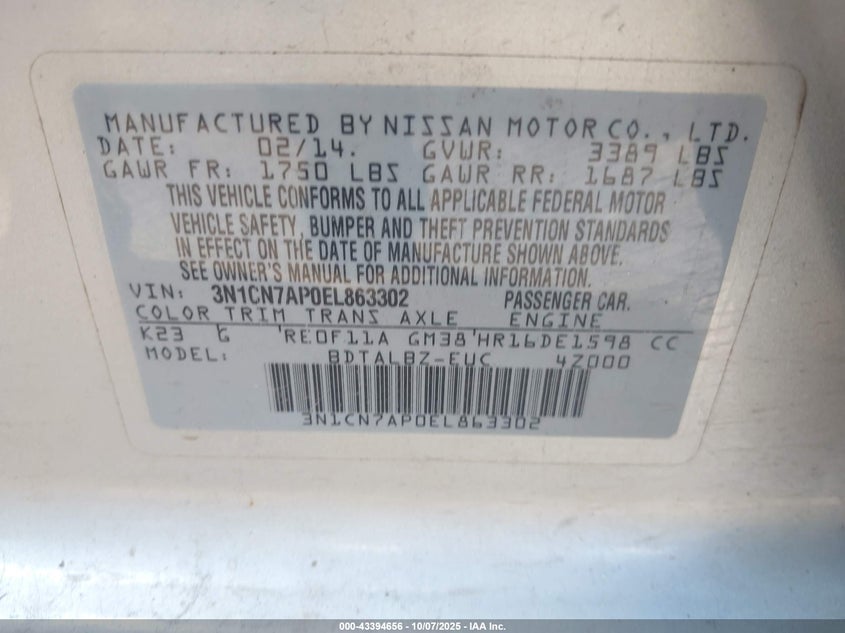 MANUFACTURED BY NISSAN MOTOR CO., LTD.
DATE: 02/14. GVWR: 3389 LBS
GAWR FR: 1750 LBS GAWR RR: 1687 LBS
THIS VEHICLE CONFORMS TO ALL APPLICABLE FEDERAL MOTOR
VEHICLE SAFETY, BUMPER AND THEFT PREVENTION STANDARDS
IN EFFECT ON THE DATE OF MANUFACTURE SHOWN ABOVE.
SEE OWNER'S MANUAL FOR ADDITIONAL INFORMATION.
VIN: 3N1CN7AP0EL863302 PASSENGER CAR.
COLOR TRIM TRANS AXLE ENGINE
K23 G RE0F11A GM38 HR16DE1598 CC
MODEL: BDTALBZ-EUC 4Z000
3N1CN7AP0EL863302
000-43394656 - 10/07/2025 - IAA Inc.